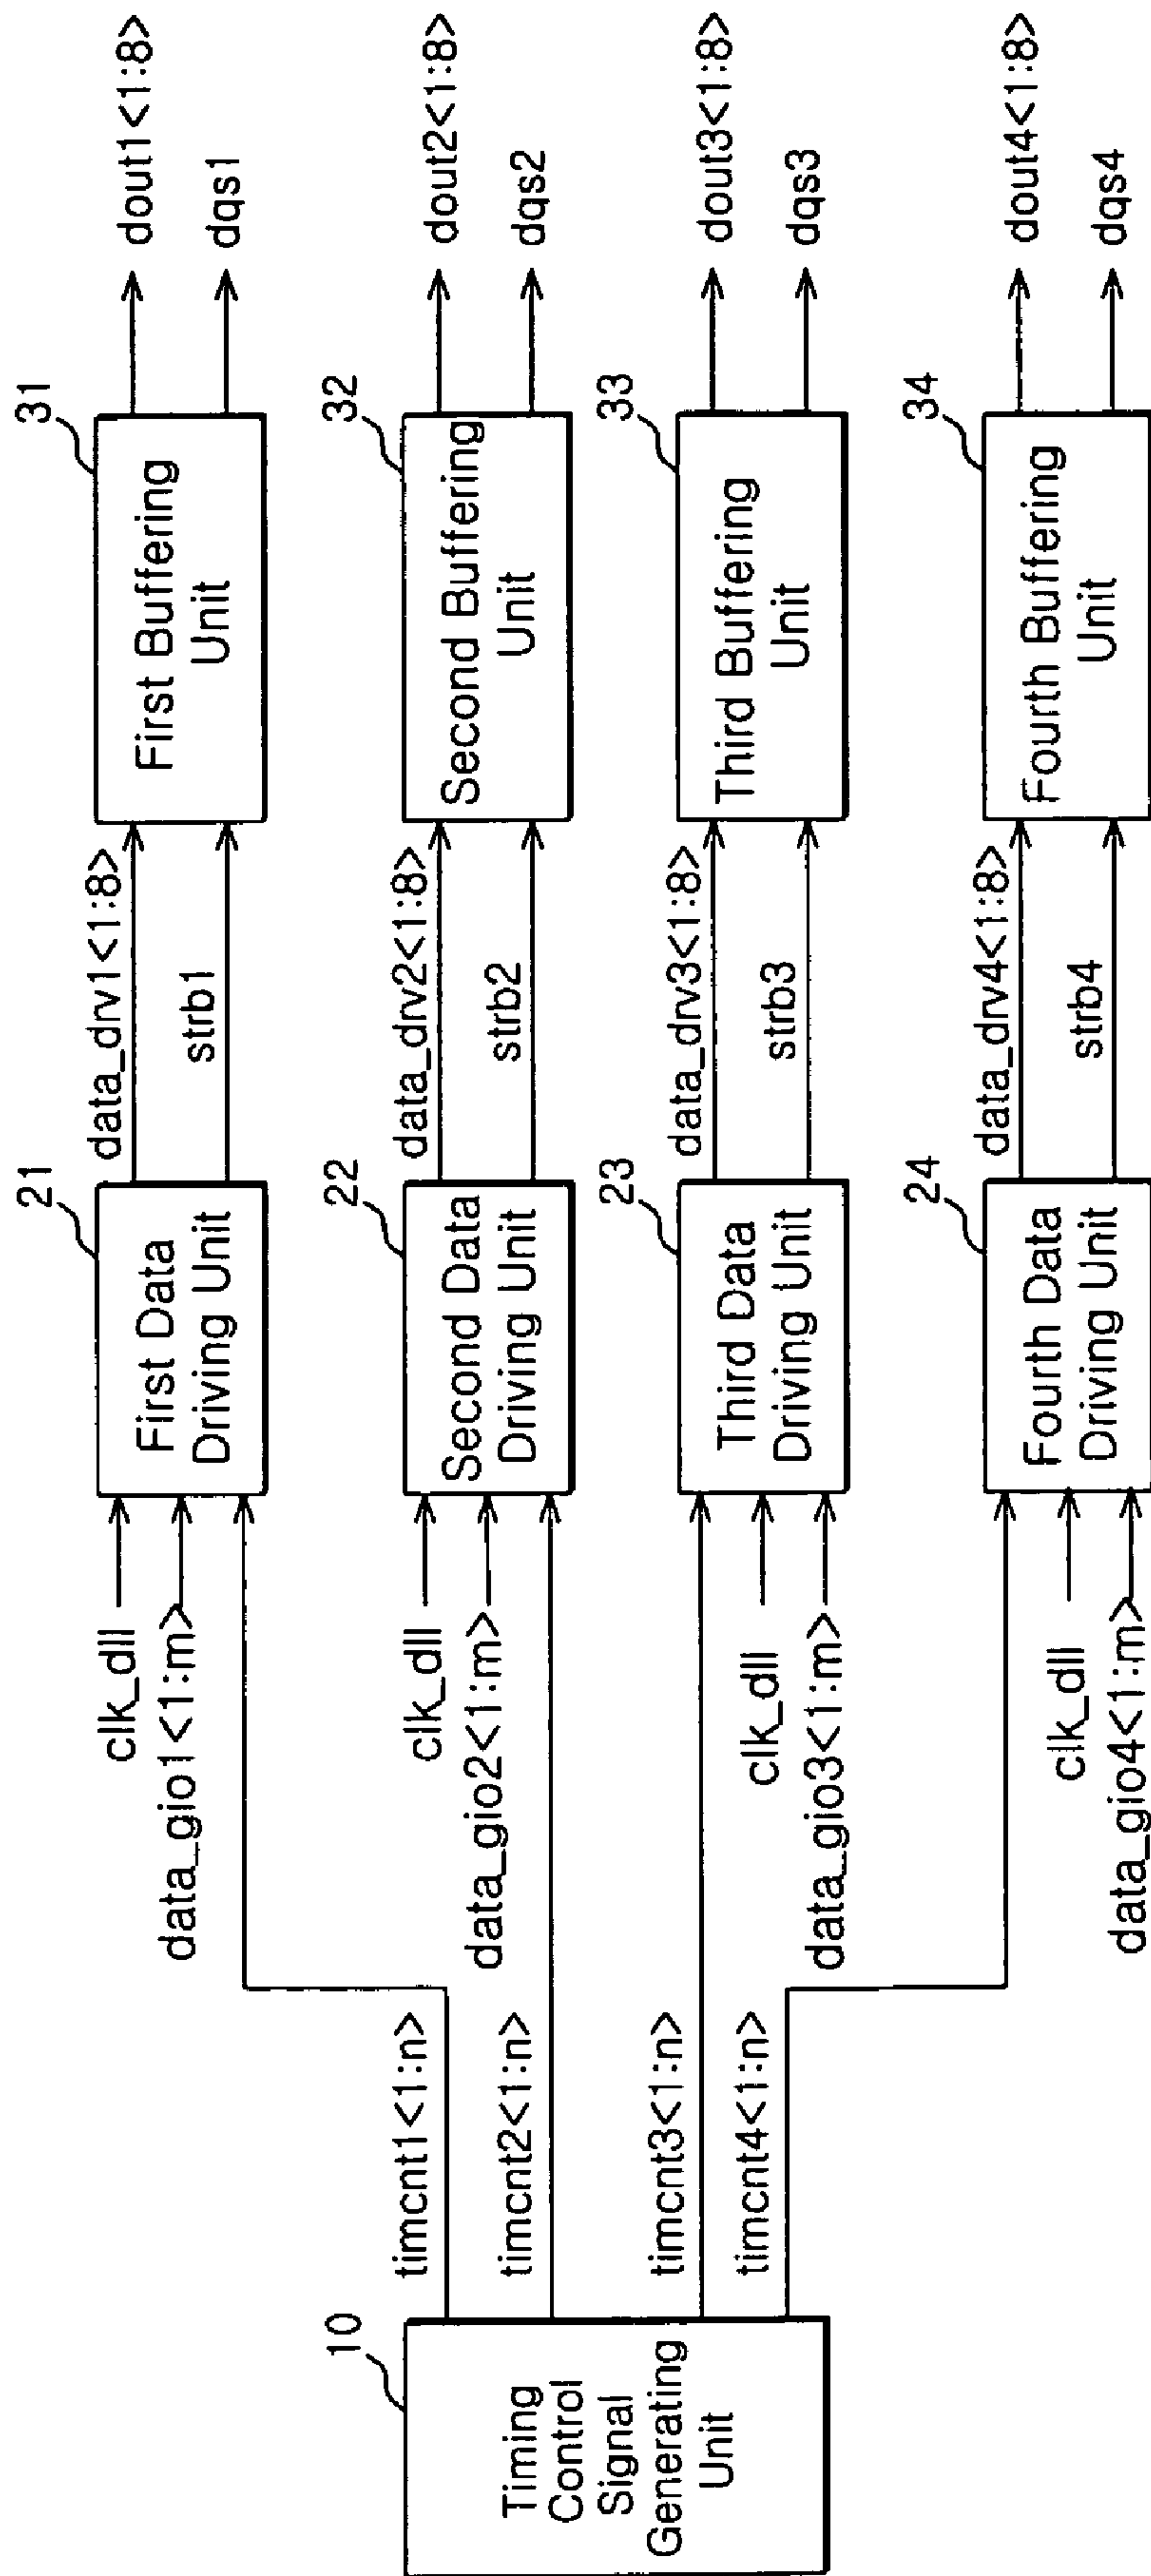 10
Timing
Control
Signal
Generating
Unit
timcnt1<1:n>
timcnt2<1:n>
timcnt3<1:n>
timcnt4<1:n>
clk_dll
data_gio1<1:m>
21
First Data
Driving Unit
data_drv1<1:8>
strb1
31
First Buffering
Unit
dout1<1:8>
dqs1
clk_dll
data_gio2<1:m>
22
Second Data
Driving Unit
data_drv2<1:8>
strb2
32
Second Buffering
Unit
dout2<1:8>
dqs2
clk_dll
data_gio3<1:m>
23
Third Data
Driving Unit
data_drv3<1:8>
strb3
33
Third Buffering
Unit
dout3<1:8>
dqs3
clk_dll
data_gio4<1:m>
24
Fourth Data
Driving Unit
data_drv4<1:8>
strb4
34
Fourth Buffering
Unit
dout4<1:8>
dqs4